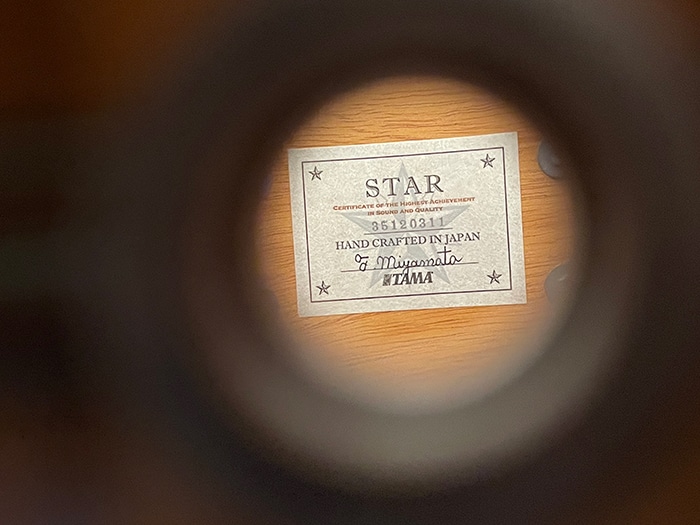 STAR
CERTIFICATE OF THE HIGHEST ACHIEVEMENT
IN SOUND AND QUALITY
35120311
HAND CRAFTED IN JAPAN
F. Miyamata
TAMA